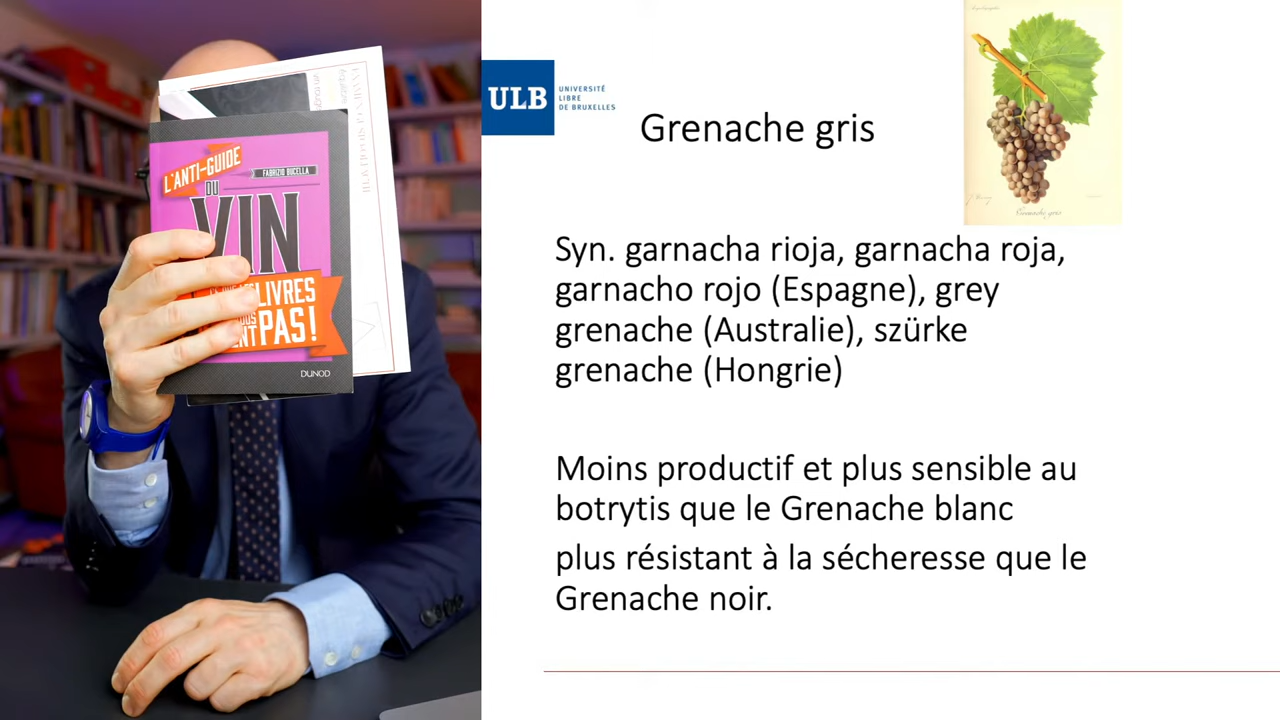 L'ANTI-GUIDE
DU
FABRIZIO BUCELLA
VIN
LIVRES
PAS!
DUNOD
ULB
UNIVERSITÉ
LIBRE
DE BRUXELLES
Grenache gris
Grenache gris
Syn. garnacha rioja, garnacha roja,
garnacho rojo (Espagne), grey
grenache (Australie), szürke
grenache (Hongrie)
Moins productif et plus sensible au
botrytis que le Grenache blanc
plus résistant à la sécheresse que le
Grenache noir.